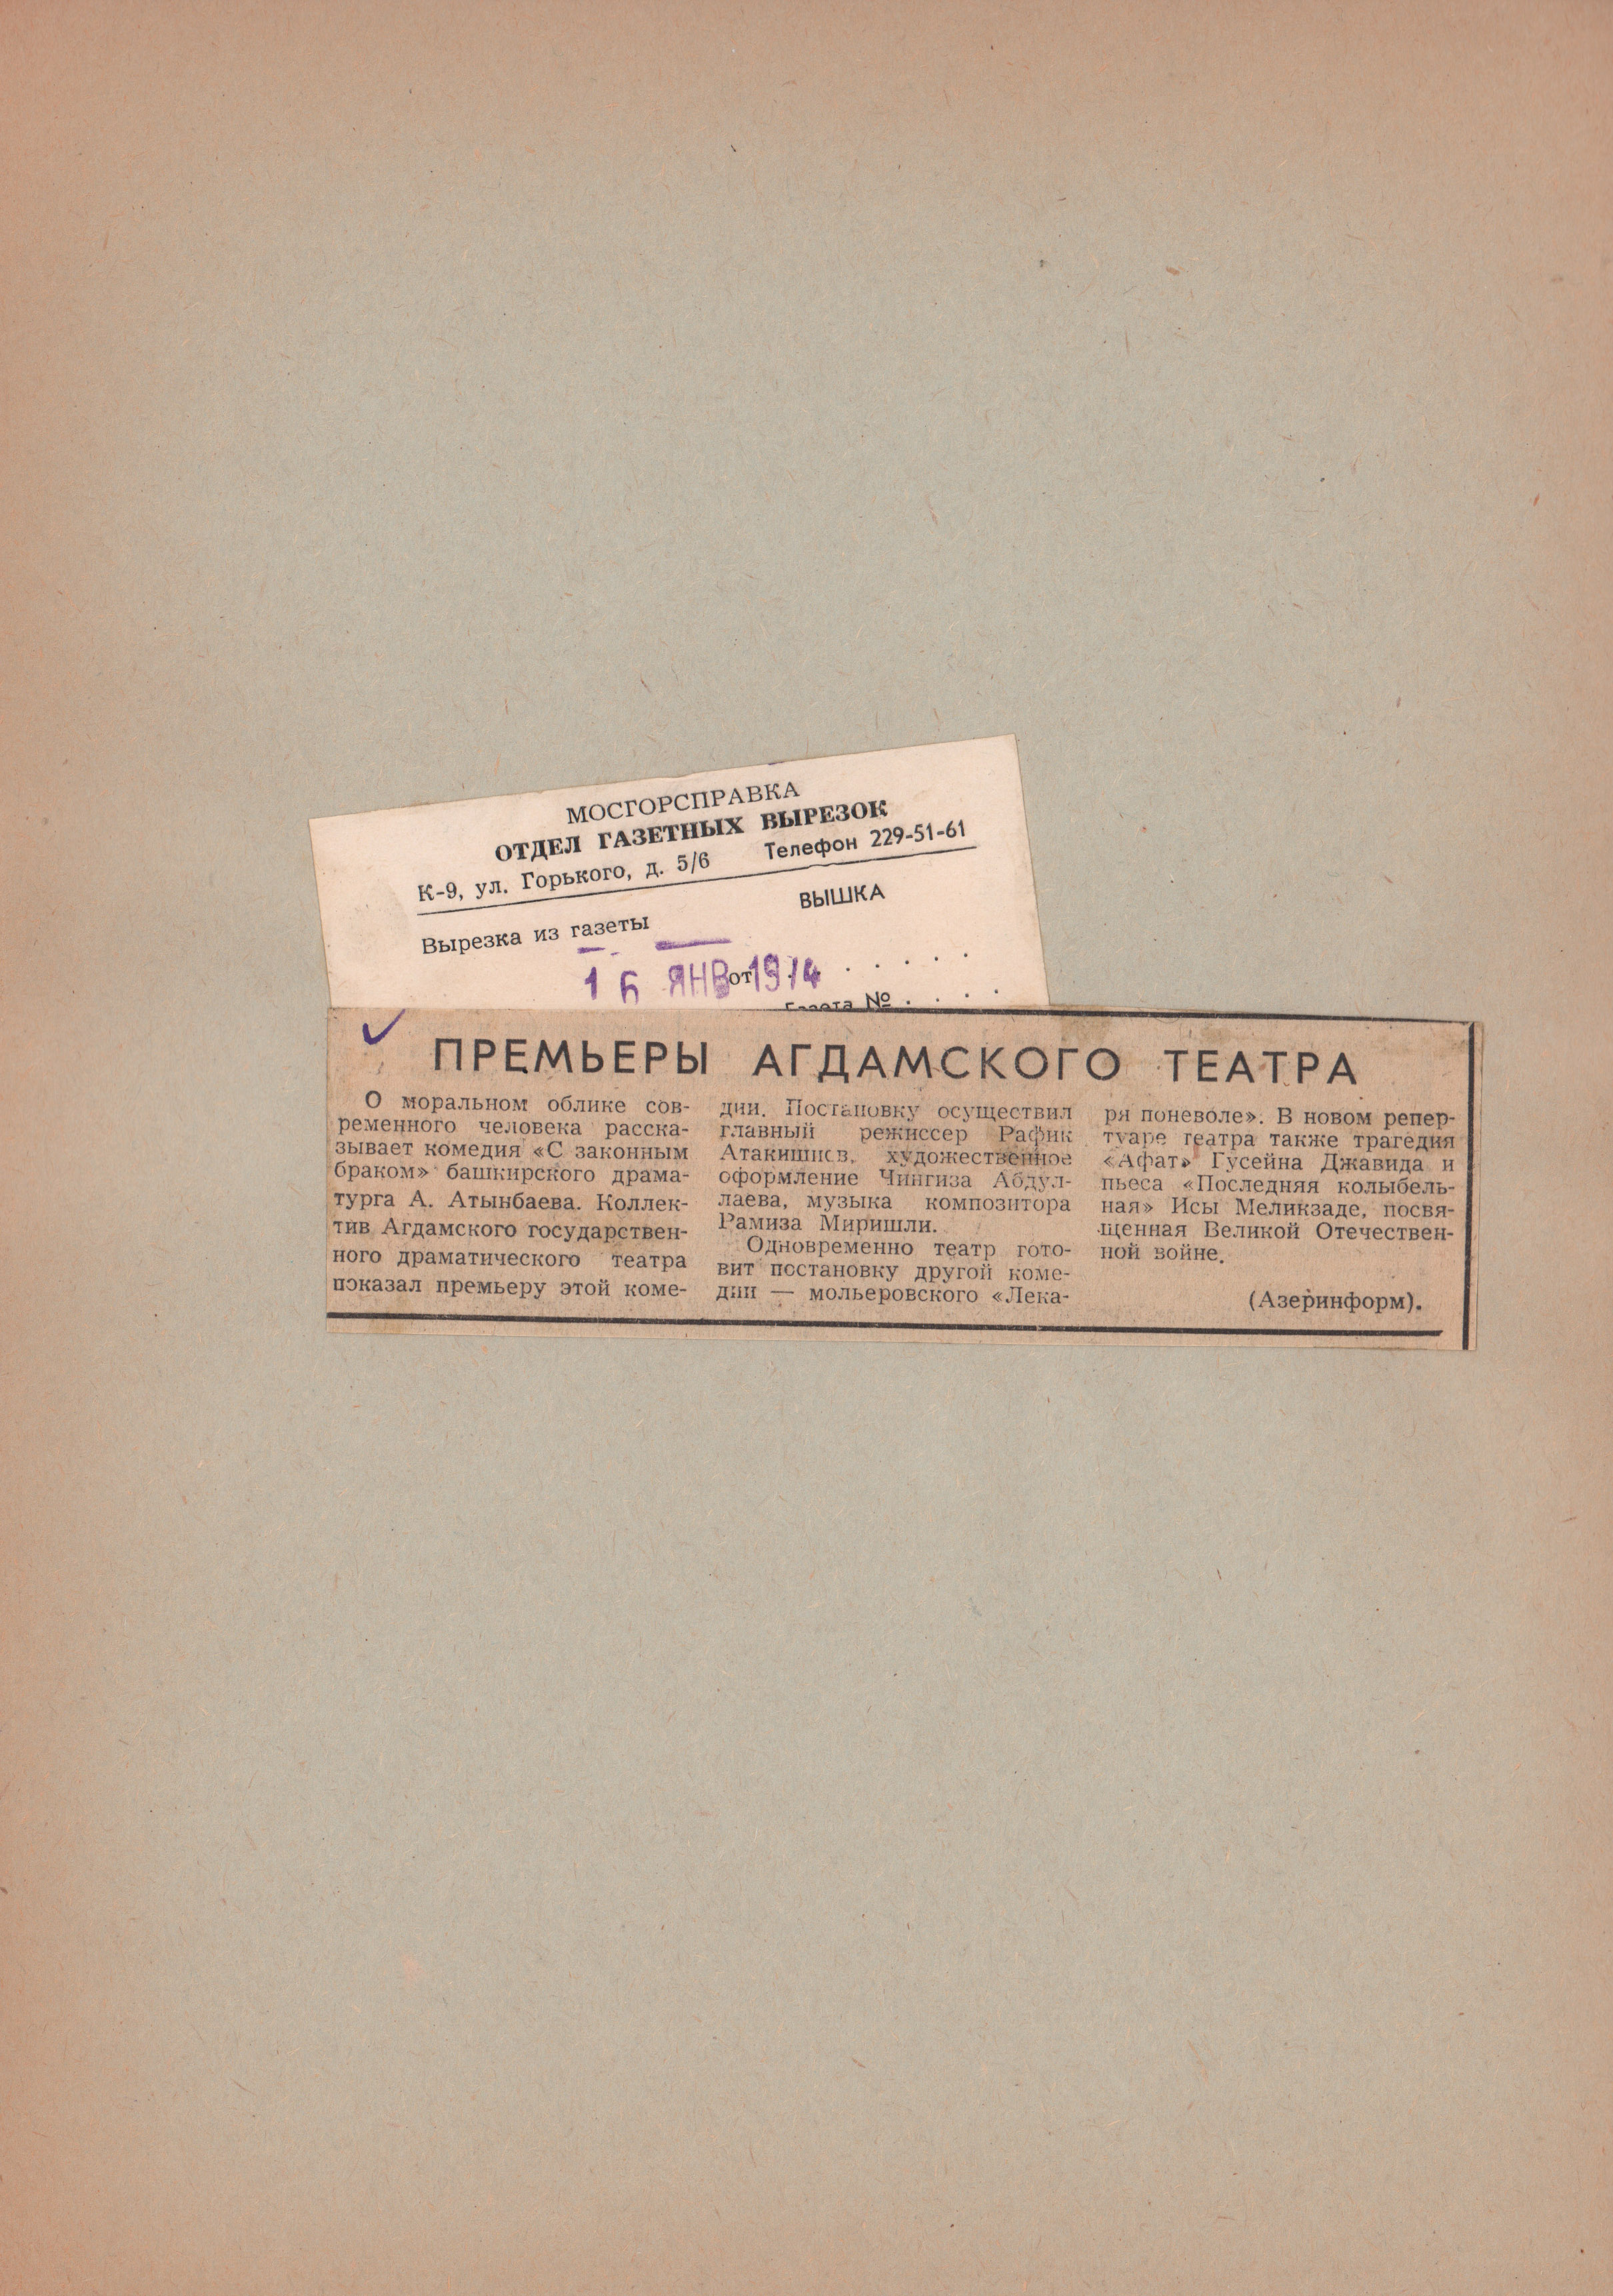 МОСГОРСПРАВКА
ОТДЕЛ ГАЗЕТНЫХ ВЫРЕЗОК
К-9, ул. Горького, д. 5/6 Телефон 229-51-61
Вырезка из газеты
ВЫШКА
16 ЯНВ 1974
от . . . . .
Газета № . . . .
ПРЕМЬЕРЫ АГДАМСКОГО ТЕАТРА
О моральном облике сов-
ременного человека расска-
зывает комедия «С законным
браком» башкирского драма-
турга А. Атынбаева. Коллек-
тив Агдамского государствен-
ного драматического театра
показал премьеру этой коме-
дии. Постановку осуществил
главный режиссер Рафик
Атакишиев, художественное
оформление Чингиза Абдул-
лаева, музыка композитора
Рамиза Миришли.
Одновременно театр гото-
вит постановку другой коме-
дии — мольеровского «Лека-
ря поневоле». В новом репер-
туаре театра также трагедия
«Афат» Гусейна Джавида и
пьеса «Последняя колыбель-
ная» Исы Меликзаде, посвя-
щенная Великой Отечествен-
ной войне.
(Азеринформ).